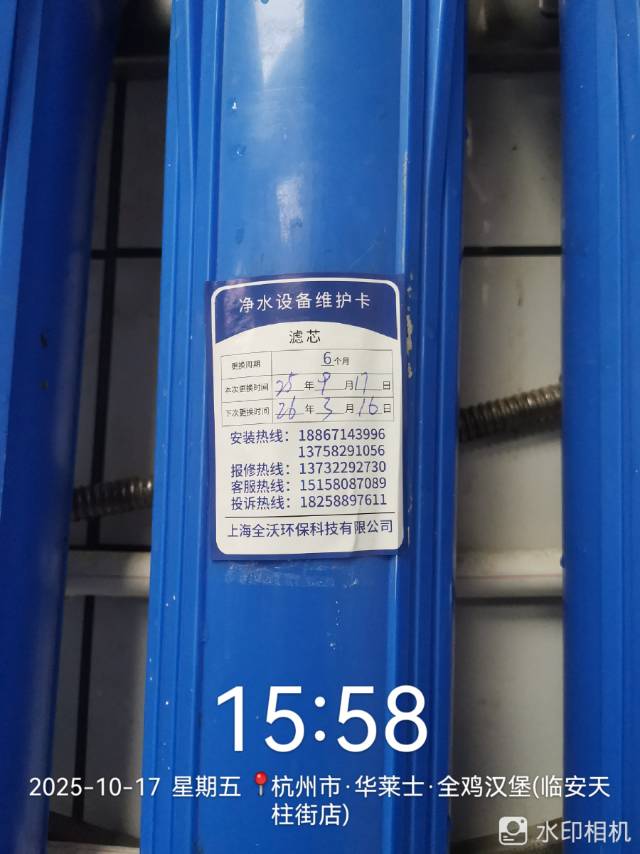 净水设备维护卡
滤芯
更换周期 6个月
本次更换时间 25年9月17日
下次更换时间 26年3月16日
安装热线：18867143996
13758291056
报修热线：13732292730
客服热线：15158087089
投诉热线：18258897611
上海全沃环保科技有限公司
15:58
2025-10-17 星期五 杭州市·华莱士·全鸡汉堡(临安天
柱街店)
水印相机